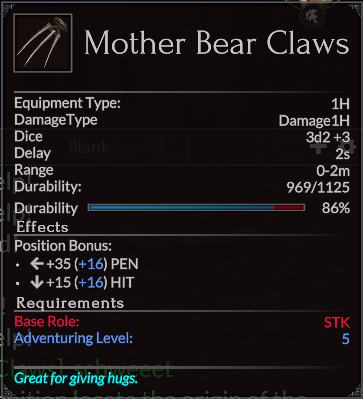 Mother Bear Claws
Equipment Type: 1H
DamageType Damage1H
Dice 3d2 +3
Blank
Delay 2s
Range 0-2m
Durability: 969/1125
Durability 86%
Effects
Position Bonus:
• ← +35 (+16) PEN
• ↓ +15 (+16) HIT
Requirements
Base Role: STK
Adventuring Level: 5
Great for giving hugs.